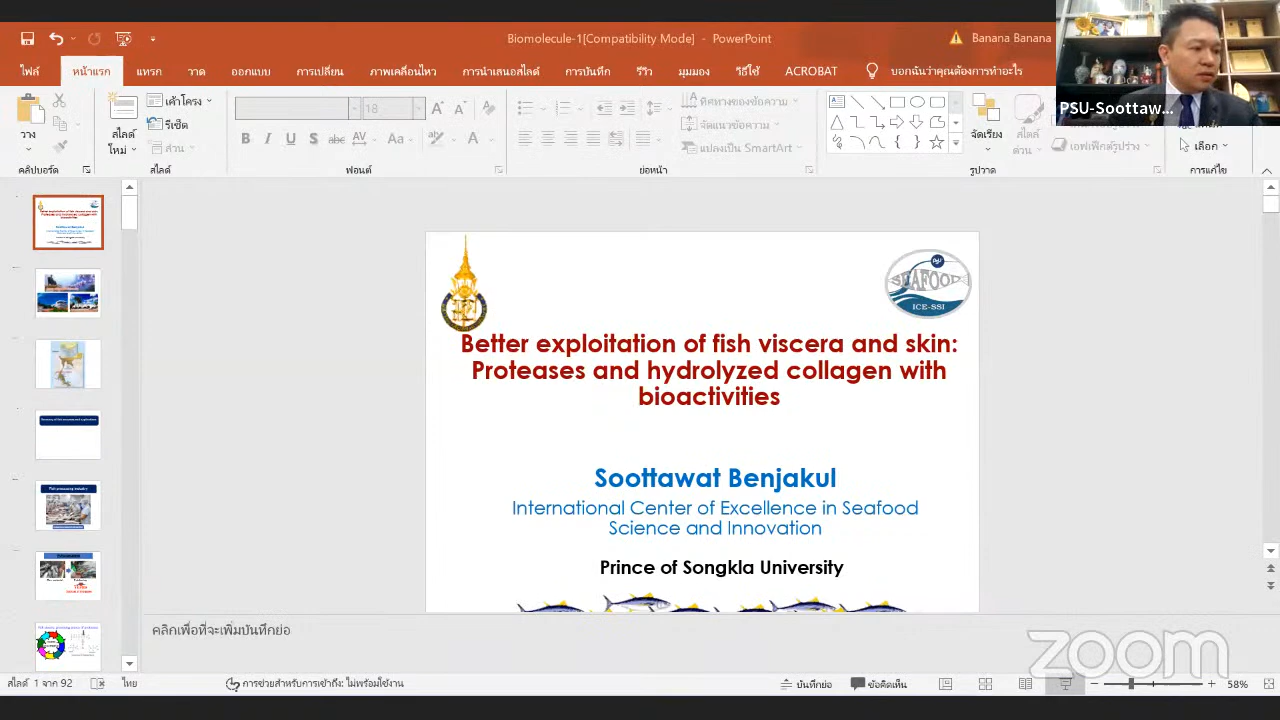 Biomolecule-1[Compatibility Mode] - PowerPoint
Banana Banana
ไฟล์ หน้าแรก แทรก วาด ออกแบบ การเปลี่ยน ภาพเคลื่อนไหว การนำเสนอสไลด์ การบันทึก รีวิว มุมมอง วิธีใช้ ACROBAT บอกฉันว่าคุณต้องการทำอะไร
PSU-Soottaw...
วาง
สไลด์
ใหม่
เค้าโครง
รีเซ็ต
ส่วน
18
B I U S abc AV Aa A
ทิศทางของข้อความ
จัดแนวข้อความ
แปลงเป็น SmartArt
จัดเรียง
สไตล์
ด่วน
เอฟเฟ็กต์รูปร่าง
เลือก
คลิปบอร์ด สไลด์ ฟอนต์ ย่อหน้า รูปวาด การแก้ไข
PSU
SEAFOOD
ICE-SSI
Better exploitation of fish viscera and skin:
Proteases and hydrolyzed collagen with
bioactivities
Soottawat Benjakul
International Center of Excellence in Seafood
Science and Innovation
Prince of Songkla University
คลิกเพื่อที่จะเพิ่มบันทึกย่อ
zoom
สไลด์ 1 จาก 92 ไทย การช่วยสำหรับการเข้าถึง: ไม่พร้อมใช้งาน บันทึกย่อ ข้อคิดเห็น 58%